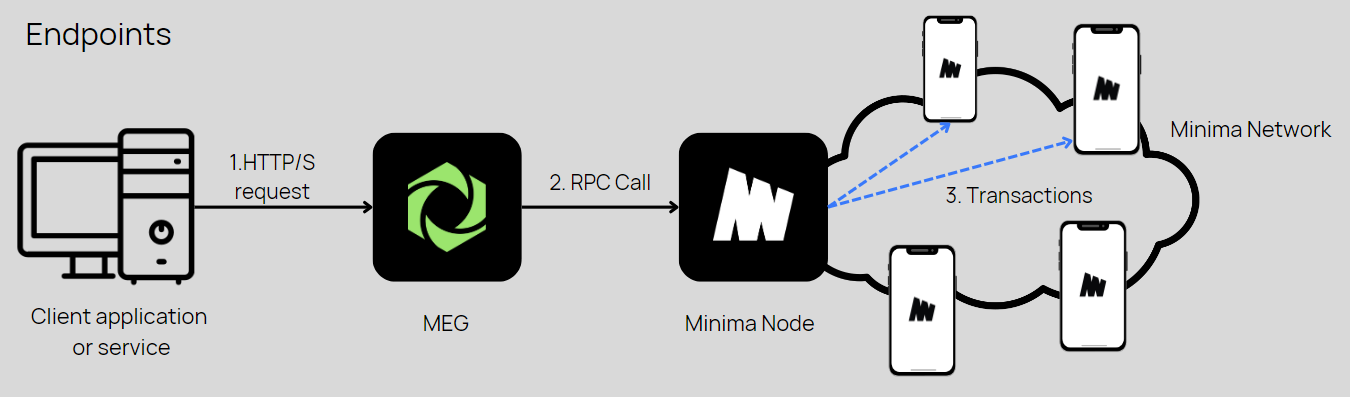 Endpoints
1.HTTP/S
request
2. RPC Call
3. Transactions
Minima Network
Client application
or service
MEG
Minima Node